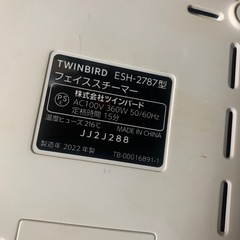 TWINBIRD ESH-2787型
フェイススチーマー
PS
株式会社ツインバード
AC100V 360W 50/60Hz
定格時間 15分
温度ヒューズ 216℃
MADE IN CHINA
JJ2J288
製造年 2022年
TB-00016891-1